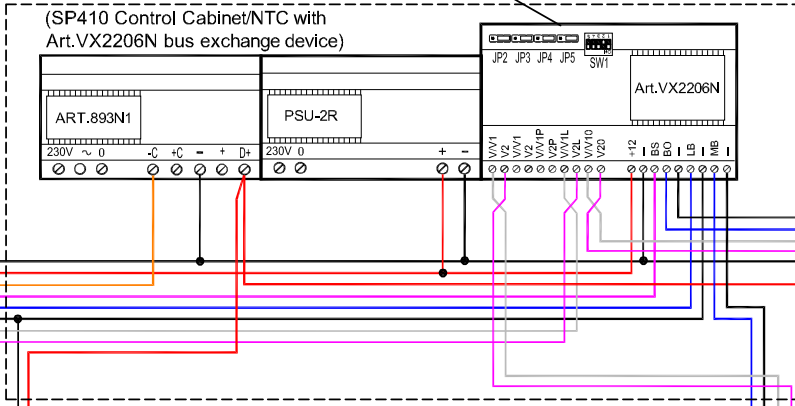 (SP410 Control Cabinet/NTC with
Art.VX2206N bus exchange device)
JP2 JP3 JP4 JP5 SW1
Art.VX2206N
ART.893N1
PSU-2R
230V ~ 0 -C +C – + D+
230V 0 + –
V/V1 V2 V/V1 V2 V/V1P V2P V/V1L V2L V/V10 V20 +12 – BS BO – LB – MB –